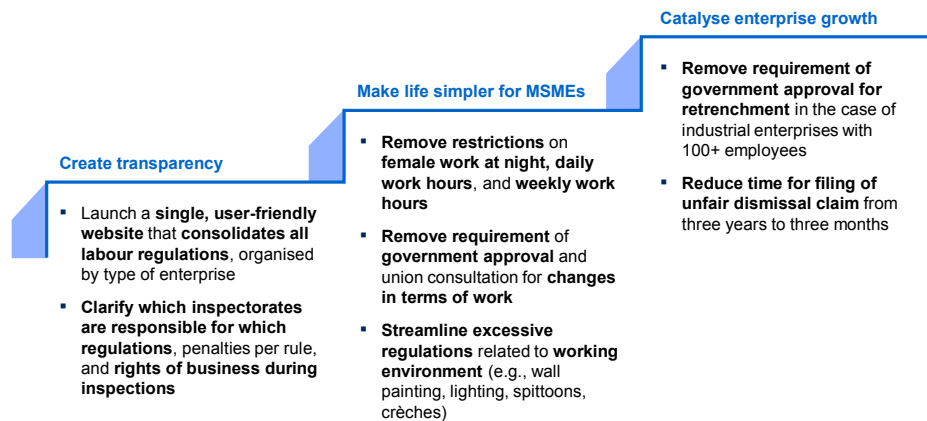 Create transparency
Launch a single, user-friendly
website that consolidates all
labour regulations, organised
by type of enterprise
Clarify which inspectorates
are responsible for which
regulations, penalties per rule,
and rights of business during
inspections
Make life simpler for MSMEs
Remove restrictions on
female work at night, daily
work hours, and weekly work
hours
Remove requirement of
government approval and
union consultation for changes
in terms of work
Streamline excessive
regulations related to working
environment (e.g., wall
painting, lighting, spittoons,
crèches)
Catalyse enterprise growth
Remove requirement of
government approval for
retrenchment in the case of
industrial enterprises with
100+ employees
Reduce time for filing of
unfair dismissal claim from
three years to three months